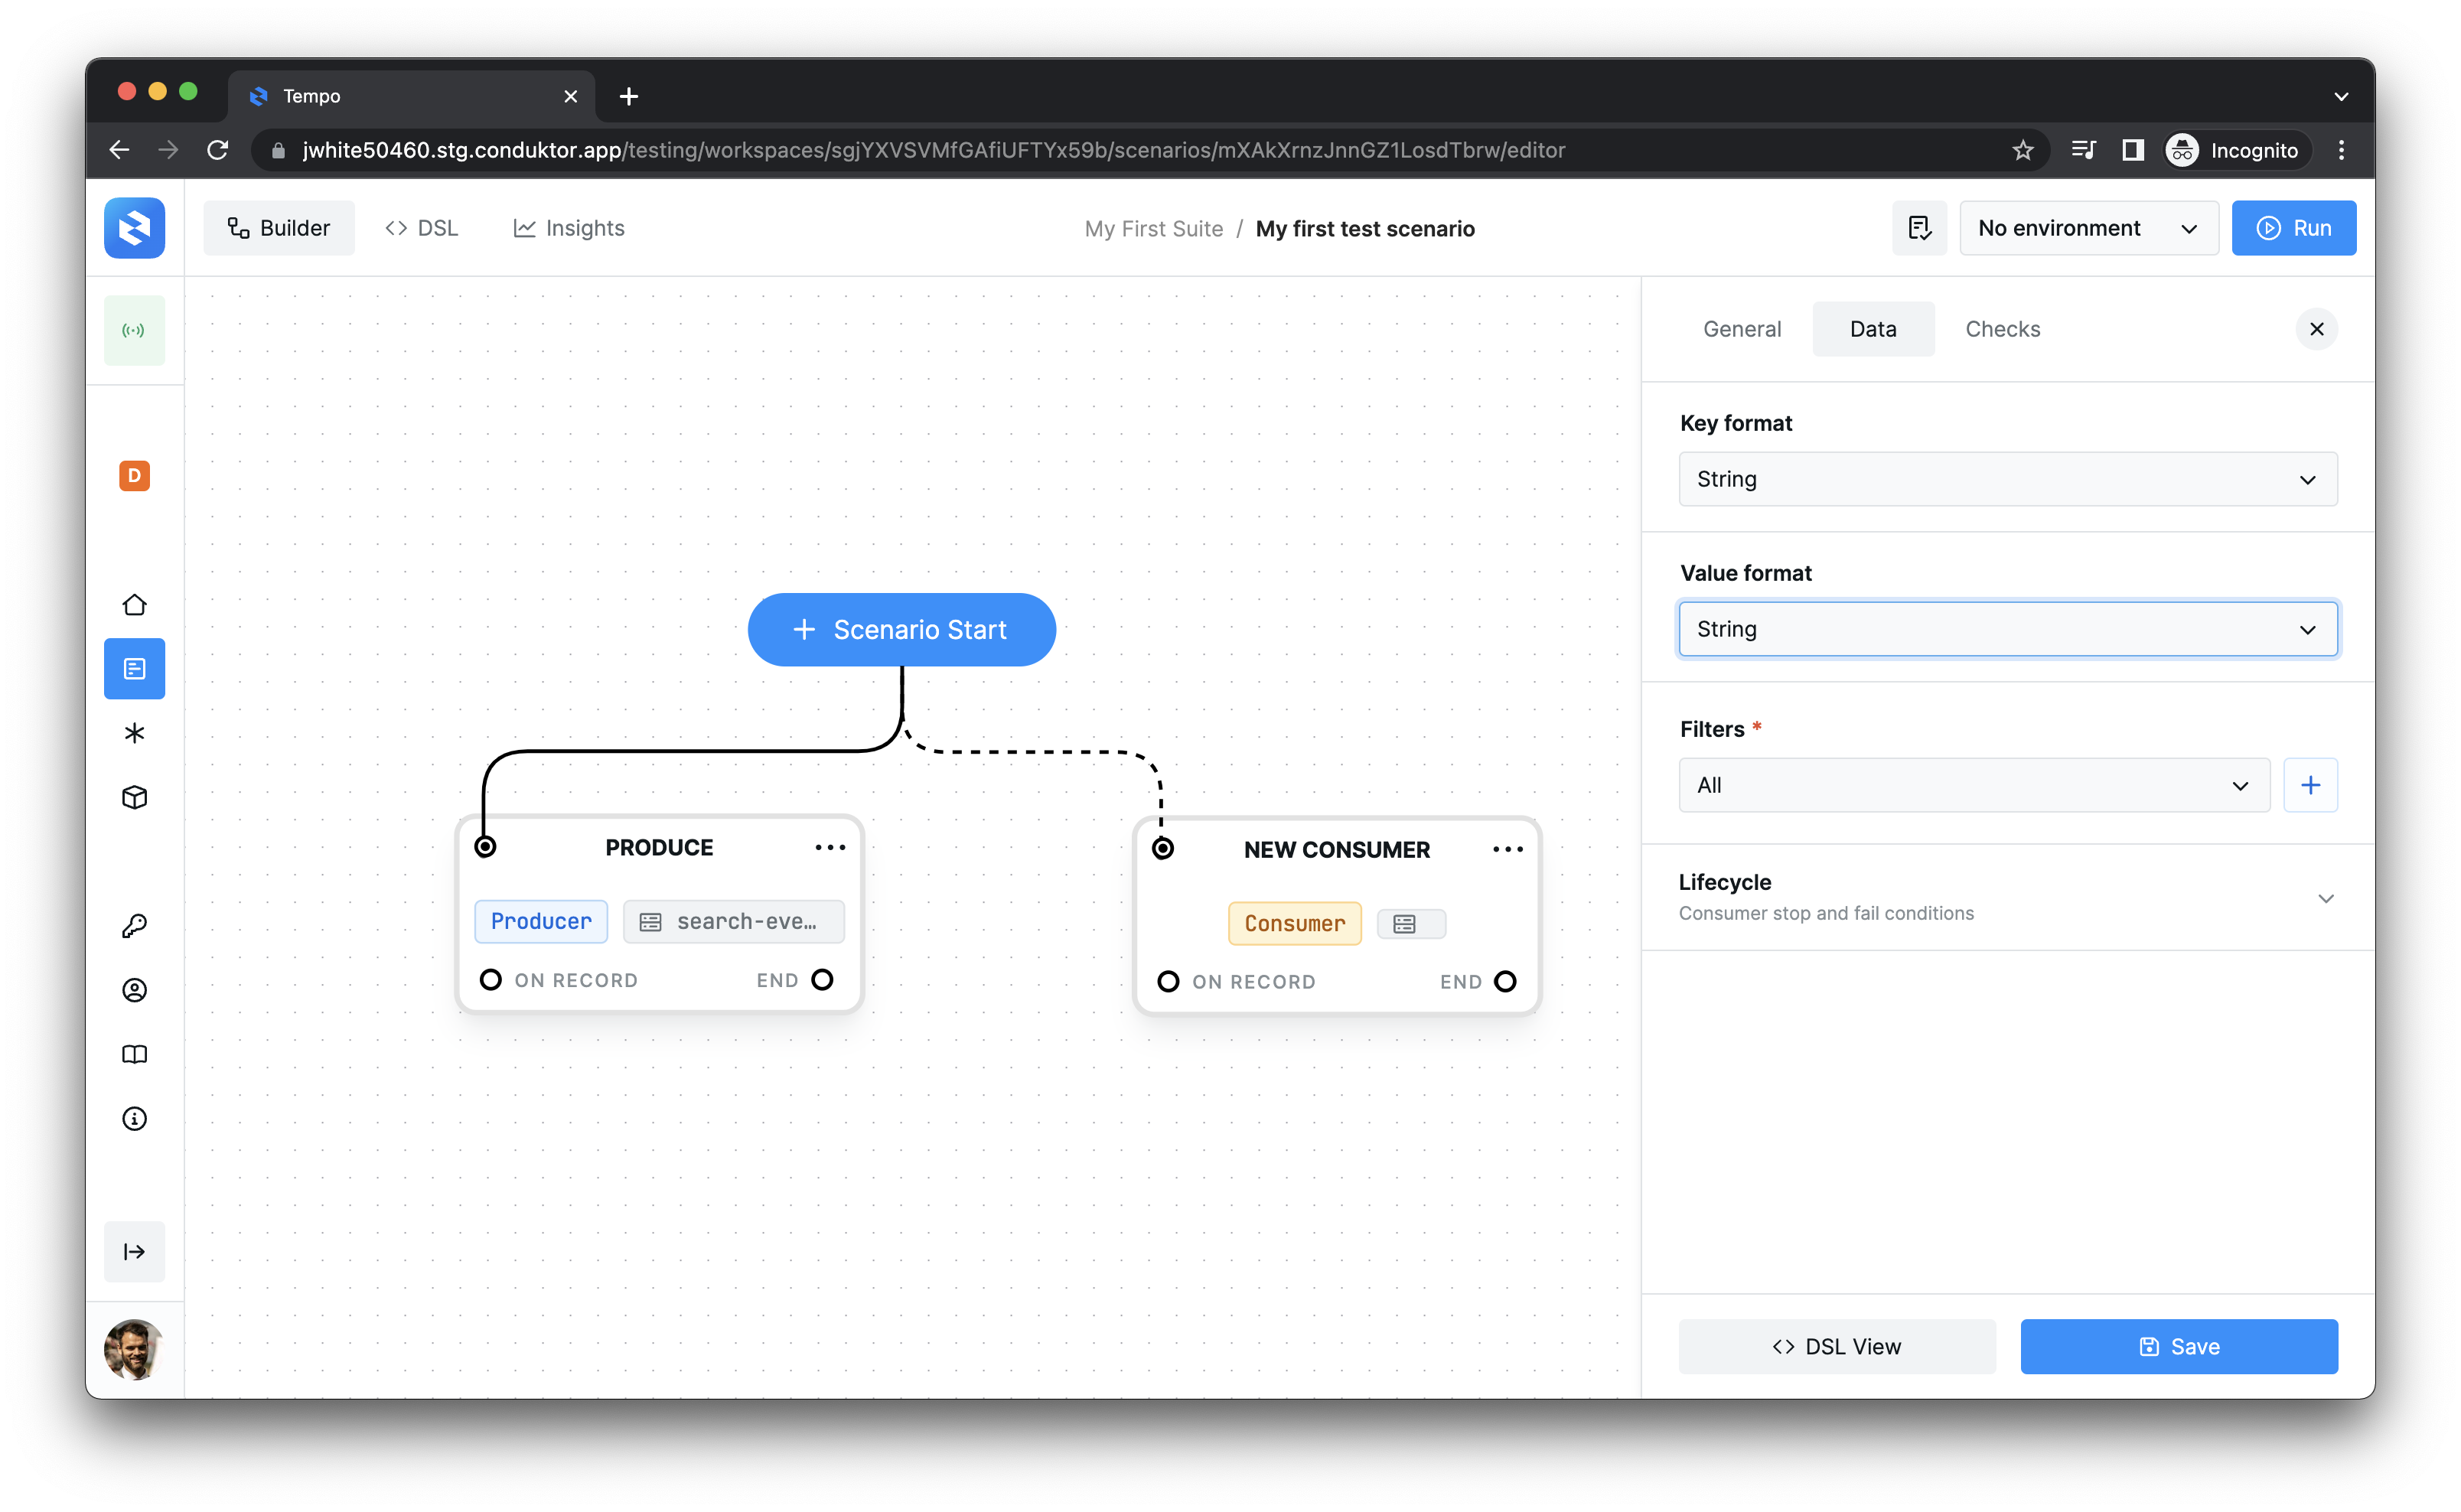 Tempo
jwhite50460.stg.conduktor.app/testing/workspaces/sgjYXVSVMfGAfiUFTYx59b/scenarios/mXAkXrnzJnnGZ1LosdTbrw/editor
Incognito
Builder
DSL
Insights
My First Suite / My first test scenario
No environment
Run
General
Data
Checks
D
Key format
String
Value format
String
Filters *
All
Lifecycle
Consumer stop and fail conditions
Scenario Start
PRODUCE
Producer
search-eve…
ON RECORD
END
NEW CONSUMER
Consumer
ON RECORD
END
DSL View
Save